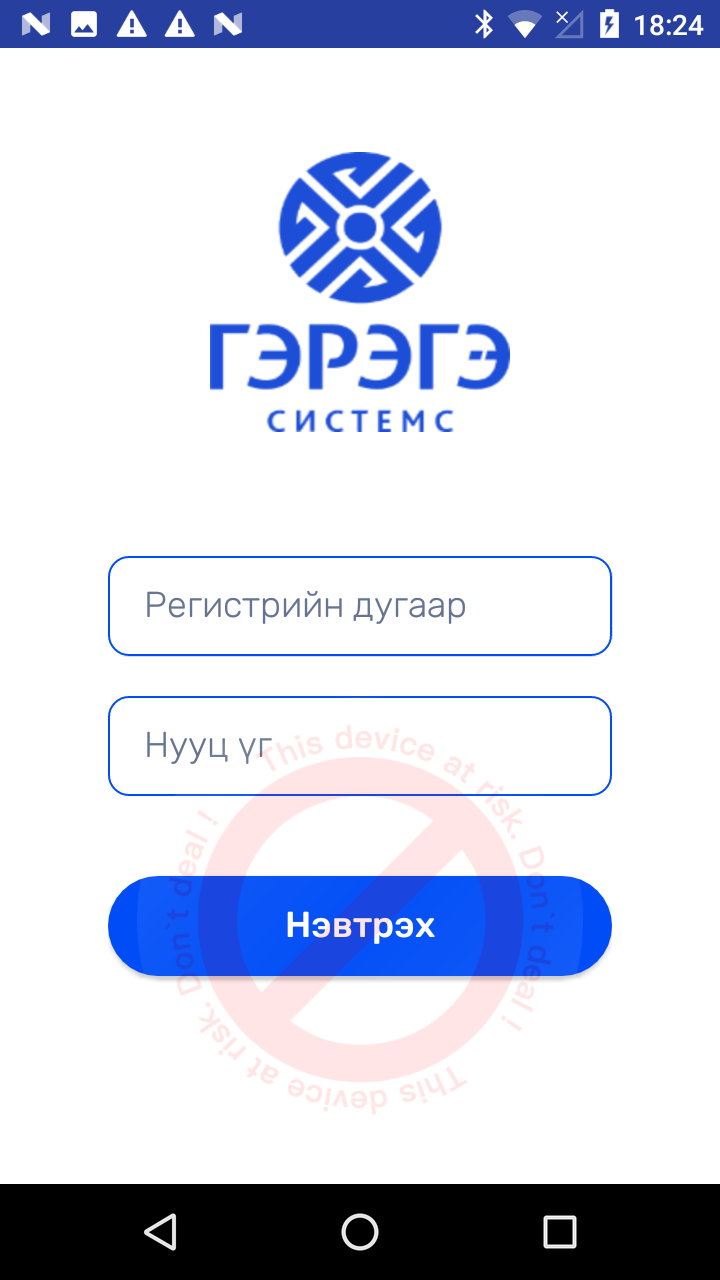 18:24
ГЭРЭГЭ
СИСТЕМС
Регистрийн дугаар
Нууц үг
This device at risk. Don`t deal !
Нэвтрэх
This device at risk. Don`t deal !